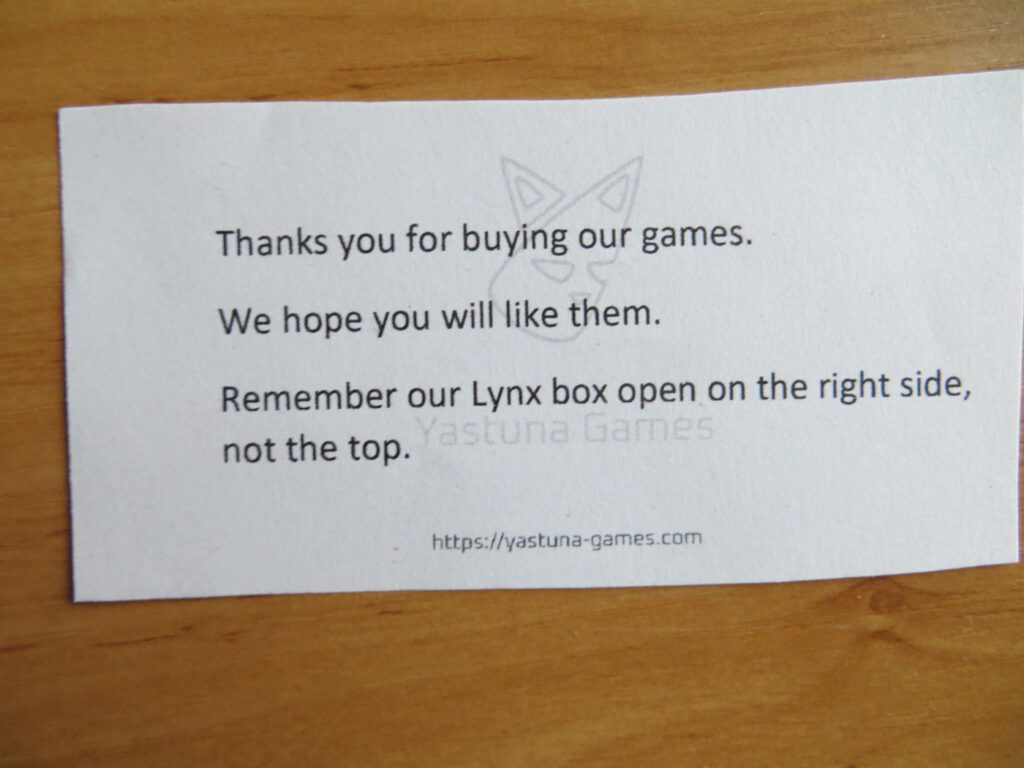 Thanks you for buying our games.
We hope you will like them.
Remember our Lynx box open on the right side,
not the top.
Yastuna Games
https://yastuna-games.com